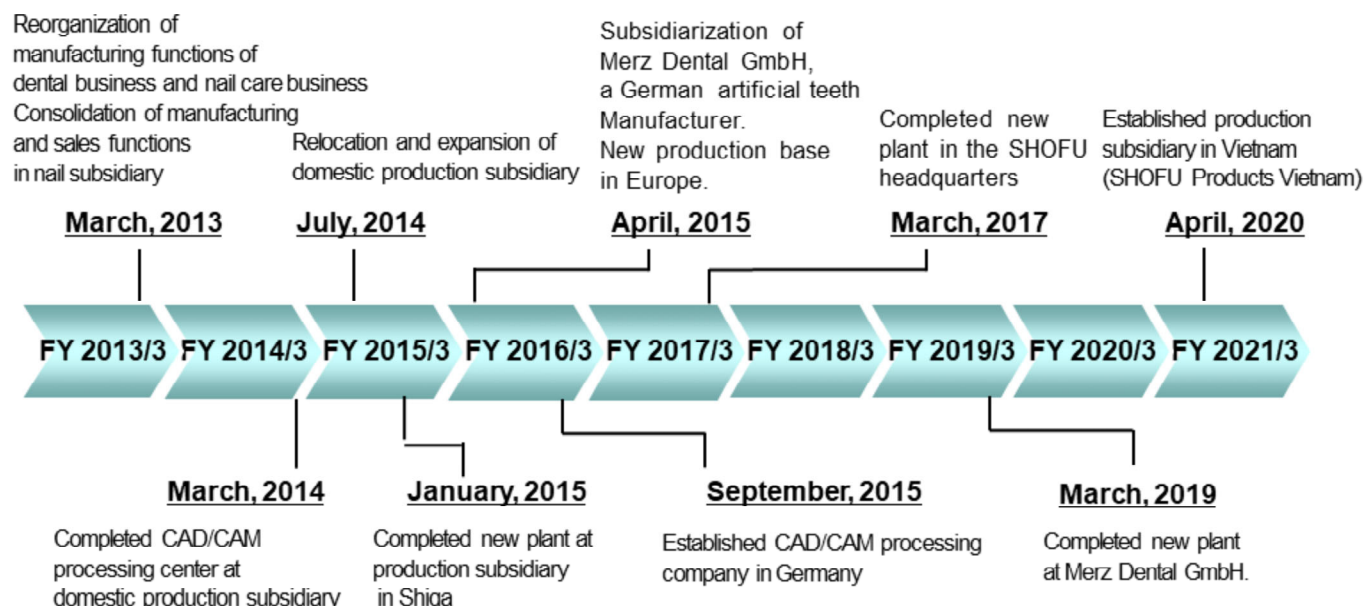 Reorganization of
manufacturing functions of
dental business and nail care business
Consolidation of manufacturing
and sales functions
in nail subsidiary
March, 2013
Relocation and expansion of
domestic production subsidiary
July, 2014
Subsidiarization of
Merz Dental GmbH,
a German artificial teeth
Manufacturer.
New production base
in Europe.
April, 2015
Completed new
plant in the SHOFU
headquarters
March, 2017
Established production
subsidiary in Vietnam
(SHOFU Products Vietnam)
April, 2020
FY 2013/3 FY 2014/3 FY 2015/3 FY 2016/3 FY 2017/3 FY 2018/3 FY 2019/3 FY 2020/3 FY 2021/3
March, 2014
Completed CAD/CAM
processing center at
domestic production subsidiary
January, 2015
Completed new plant at
production subsidiary
in Shiga
September, 2015
Established CAD/CAM processing
company in Germany
March, 2019
Completed new plant
at Merz Dental GmbH.